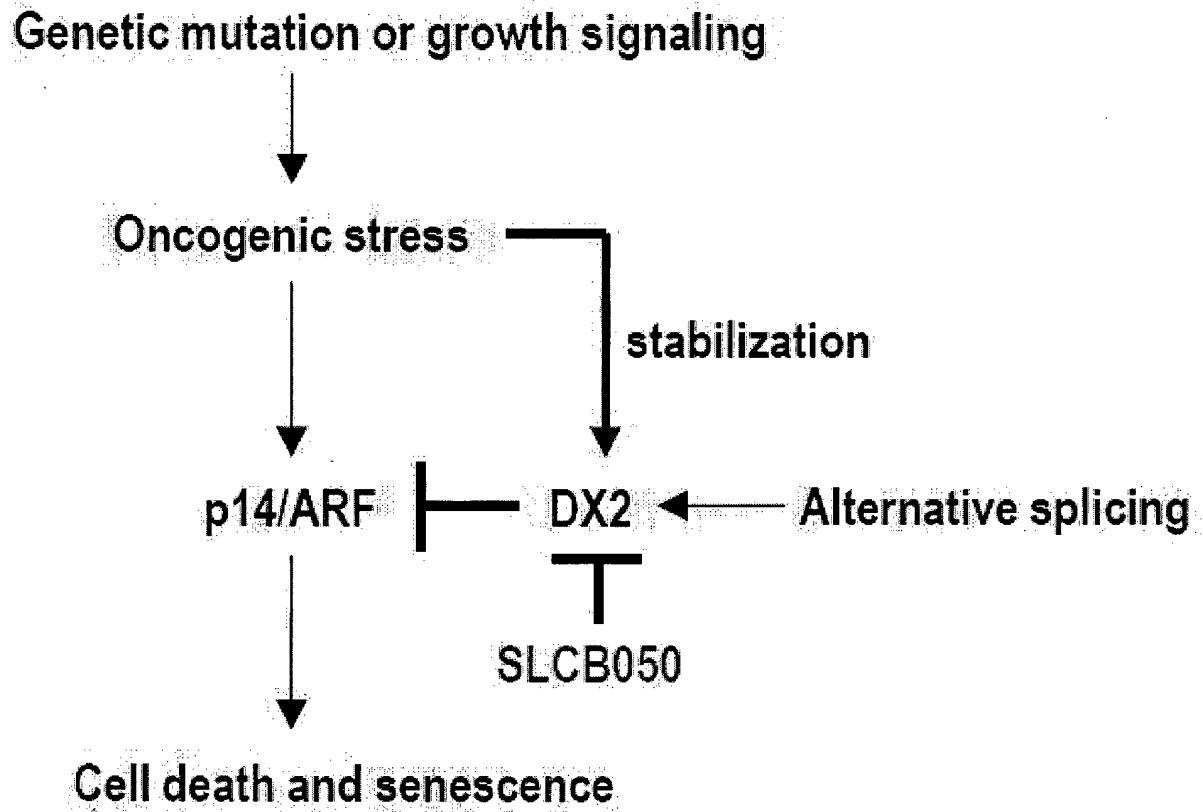 Genetic mutation or growth signaling
Oncogenic stress
stabilization
p14/ARF
DX2
Alternative splicing
SLCB050
Cell death and senescence